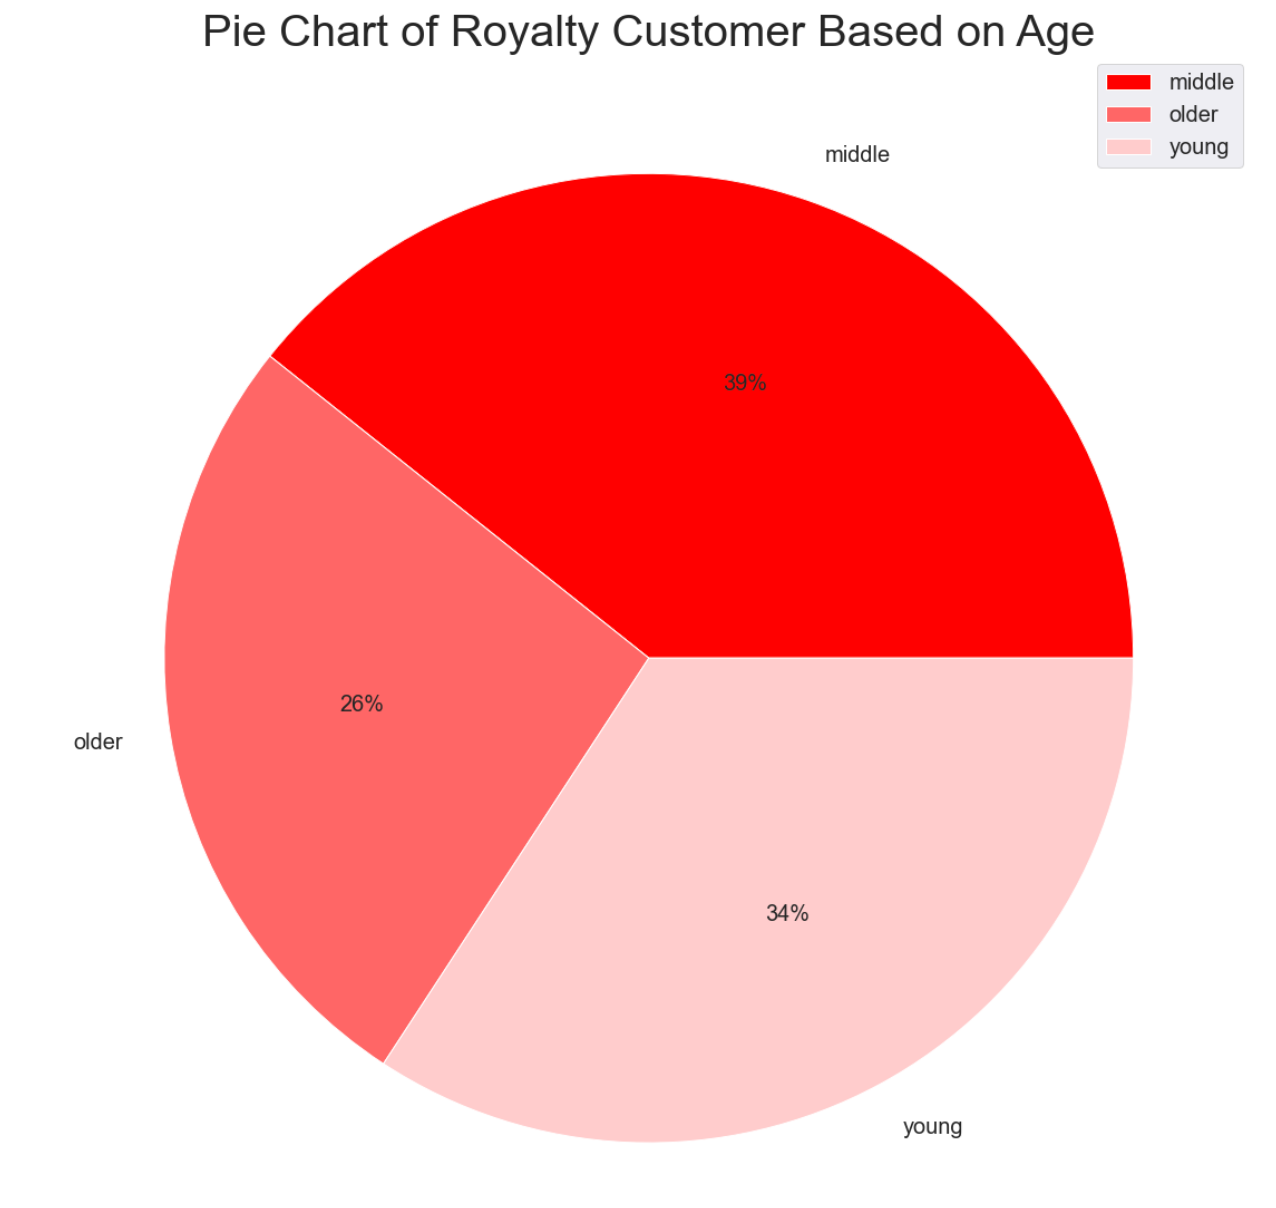 Pie Chart of Royalty Customer Based on Age
middle
older
young
middle
39%
26%
older
34%
young